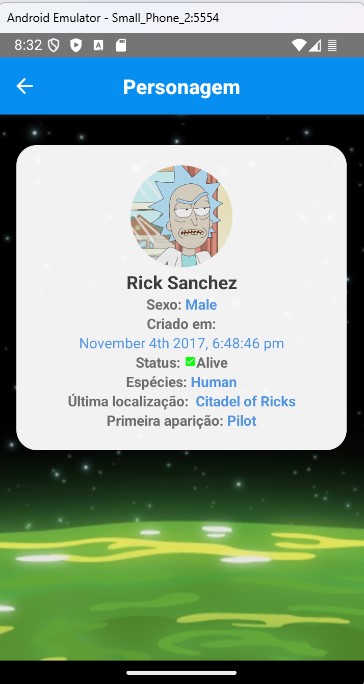 Android Emulator - Small_Phone_2:5554
8:32
Personagem
Rick Sanchez
Sexo: Male
Criado em:
November 4th 2017, 6:48:46 pm
Status: ✅Alive
Espécies: Human
Última localização: Citadel of Ricks
Primeira aparição: Pilot